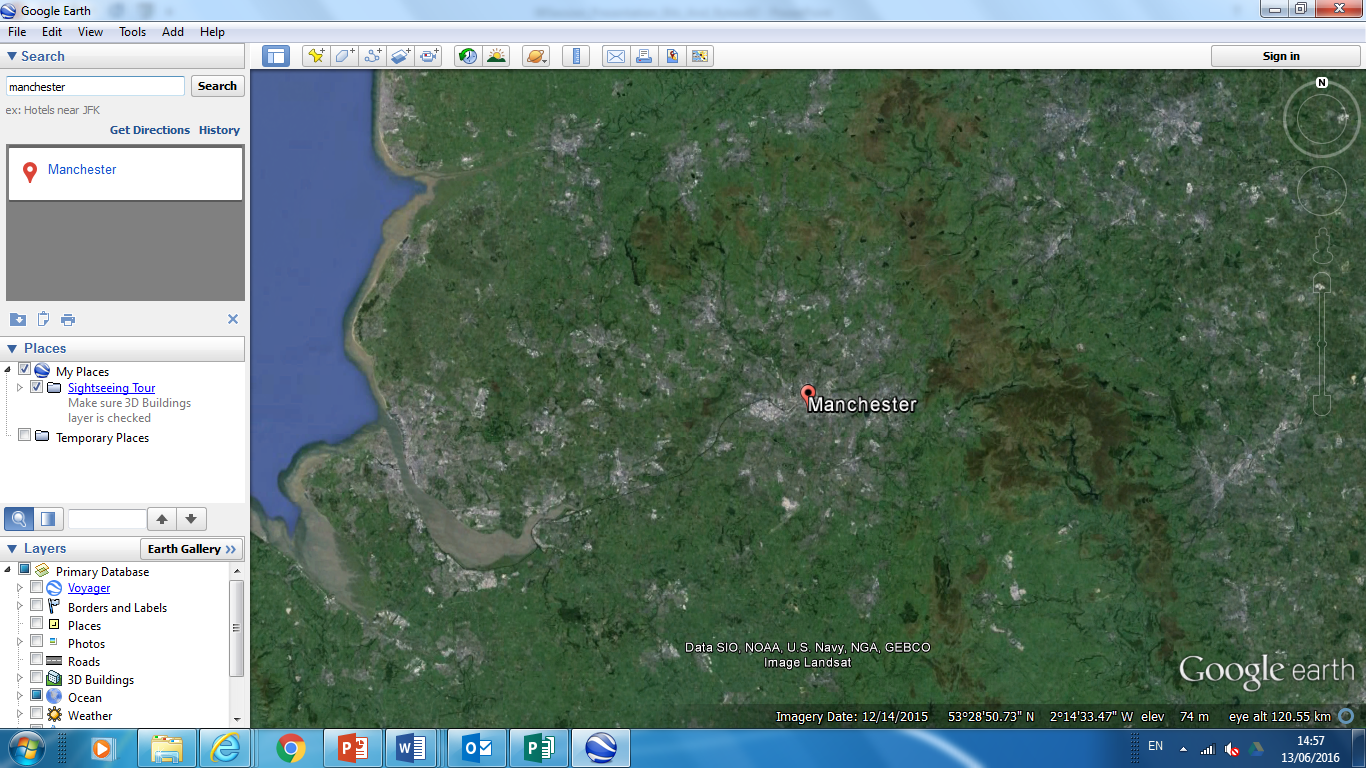 Google Earth
File Edit View Tools Add Help
Search
manchester
Search
ex: Hotels near JFK
Get Directions History
Manchester
Places
My Places
Sightseeing Tour
Make sure 3D Buildings
layer is checked
Temporary Places
Layers
Earth Gallery »
Primary Database
Voyager
Borders and Labels
Places
Photos
Roads
3D Buildings
Ocean
Weather
Sign in
N
Manchester
Data SIO, NOAA, U.S. Navy, NGA, GEBCO
Image Landsat
Google earth
Imagery Date: 12/14/2015 53°28'50.73" N 2°14'33.47" W elev 74 m eye alt 120.55 km
EN
14:57
13/06/2016